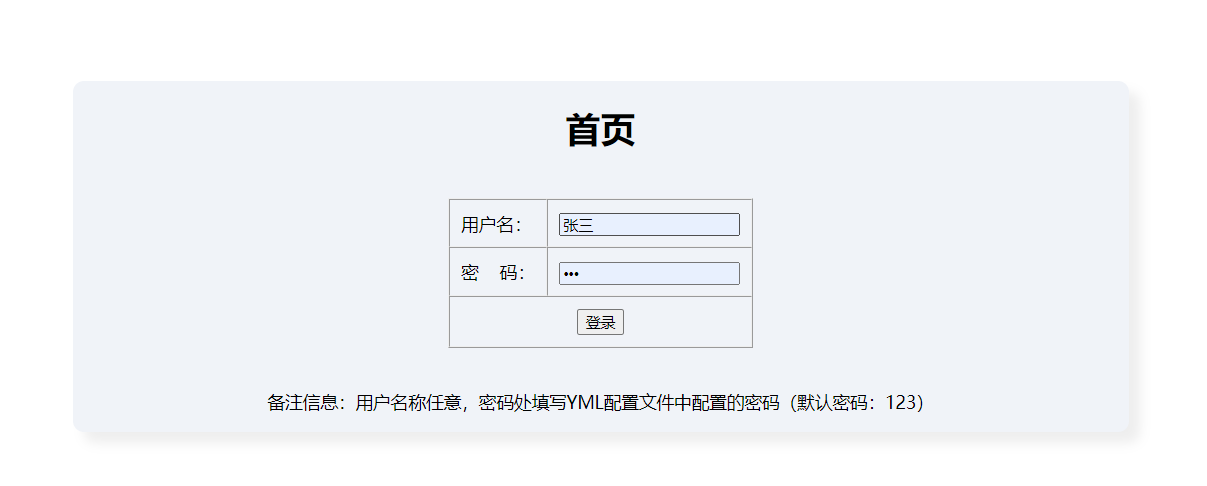 首页
用户名： 张三
密　码： •••
登录
备注信息：用户名称任意，密码处填写YML配置文件中配置的密码（默认密码：123）